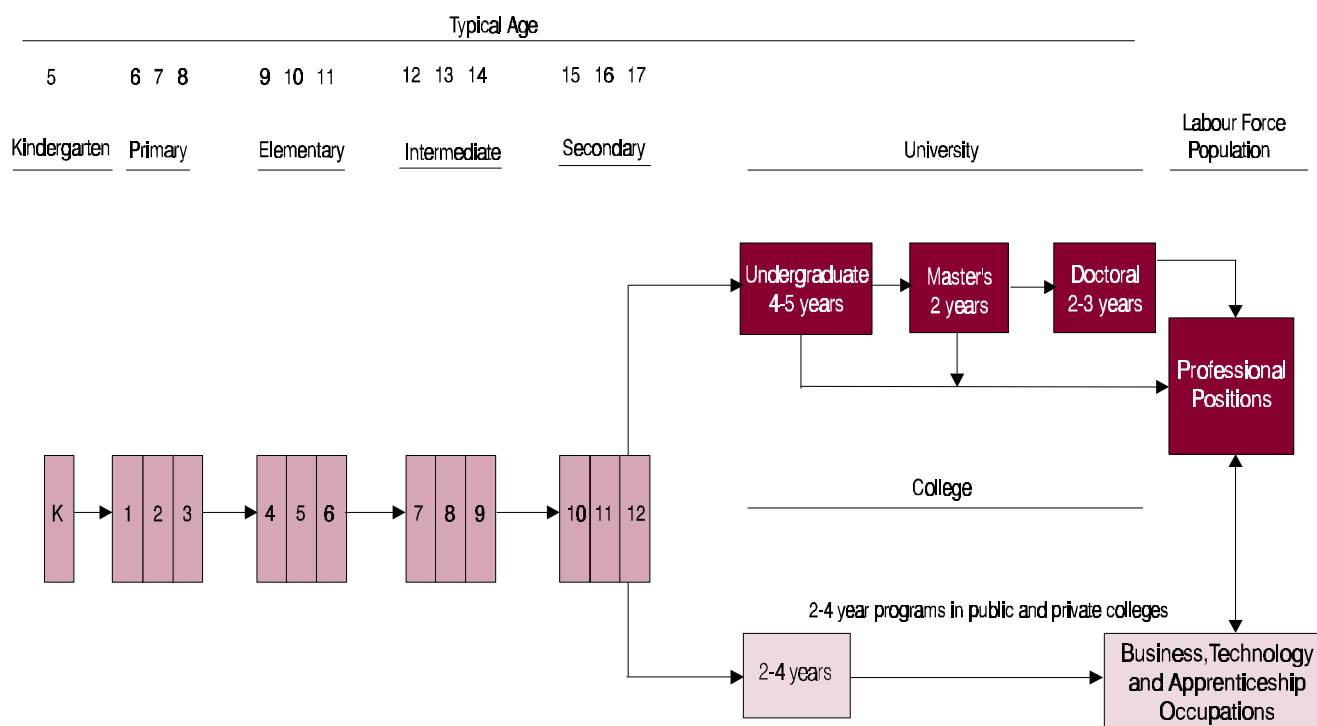 Typical Age
5 6 7 8 9 10 11 12 13 14 15 16 17
Kindergarten Primary Elementary Intermediate Secondary University Labour Force
Population
Undergraduate
4-5 years
Master's
2 years
Doctoral
2-3 years
Professional
Positions
K 1 2 3 4 5 6 7 8 9 10 11 12
College
2-4 year programs in public and private colleges
2-4 years
Business, Technology
and Apprenticeship
Occupations